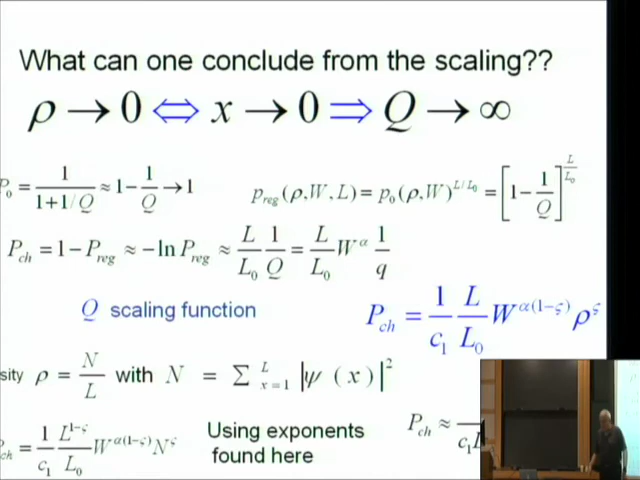 What can one conclude from the scaling??
ρ → 0 ⇔ x → 0 ⇒ Q → ∞
P₀ = 1/(1+1/Q) ≈ 1 − 1/Q → 1
p_reg(ρ,W,L) = p₀(ρ,W)^{L/L₀} = [1 − 1/Q]^{L/L₀}
P_ch = 1 − P_reg ≈ −ln P_reg ≈ L/L₀ 1/Q = L/L₀ W^α 1/q
Q scaling function
P_ch = 1/c₁ L/L₀ W^{α(1−ς)} ρ^ς
sity ρ = N/L with N = Σ_{x=1}^{L} |ψ(x)|²
ch = 1/c₁ L^{1−ς}/L₀ W^{α(1−ς)} N^ς
Using exponents
found here
P_ch ≈